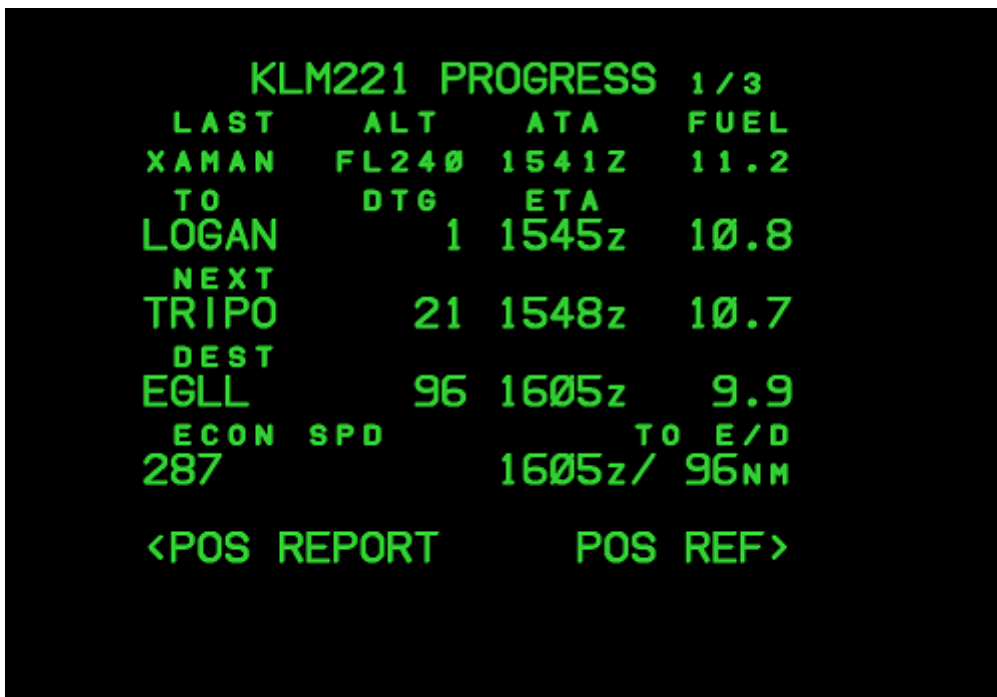 KLM221 PROGRESS 1/3
LAST ALT ATA FUEL
XAMAN FL240 1541Z 11.2
TO DTG ETA
LOGAN 1 1545z 10.8
NEXT
TRIPO 21 1548z 10.7
DEST
EGLL 96 1605z 9.9
ECON SPD TO E/D
287 1605z/ 96NM
<POS REPORT POS REF>